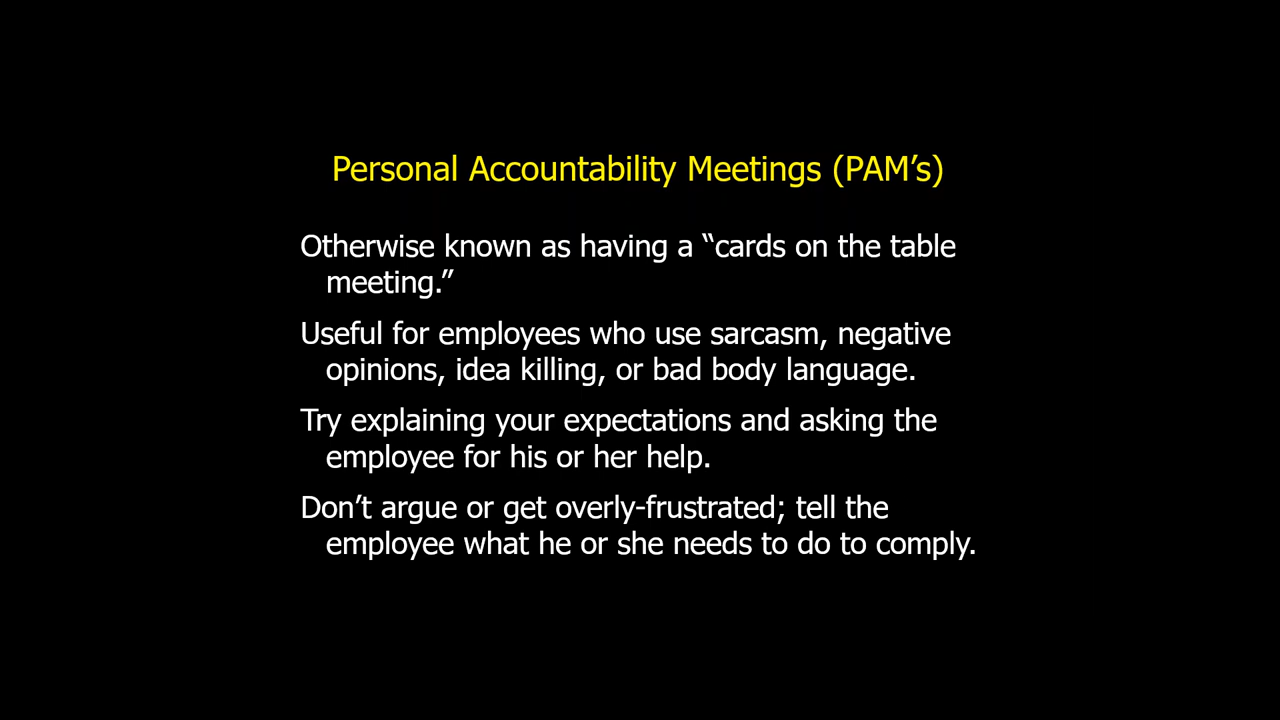 Personal Accountability Meetings (PAM’s)
Otherwise known as having a “cards on the table
meeting.”
Useful for employees who use sarcasm, negative
opinions, idea killing, or bad body language.
Try explaining your expectations and asking the
employee for his or her help.
Don’t argue or get overly-frustrated; tell the
employee what he or she needs to do to comply.